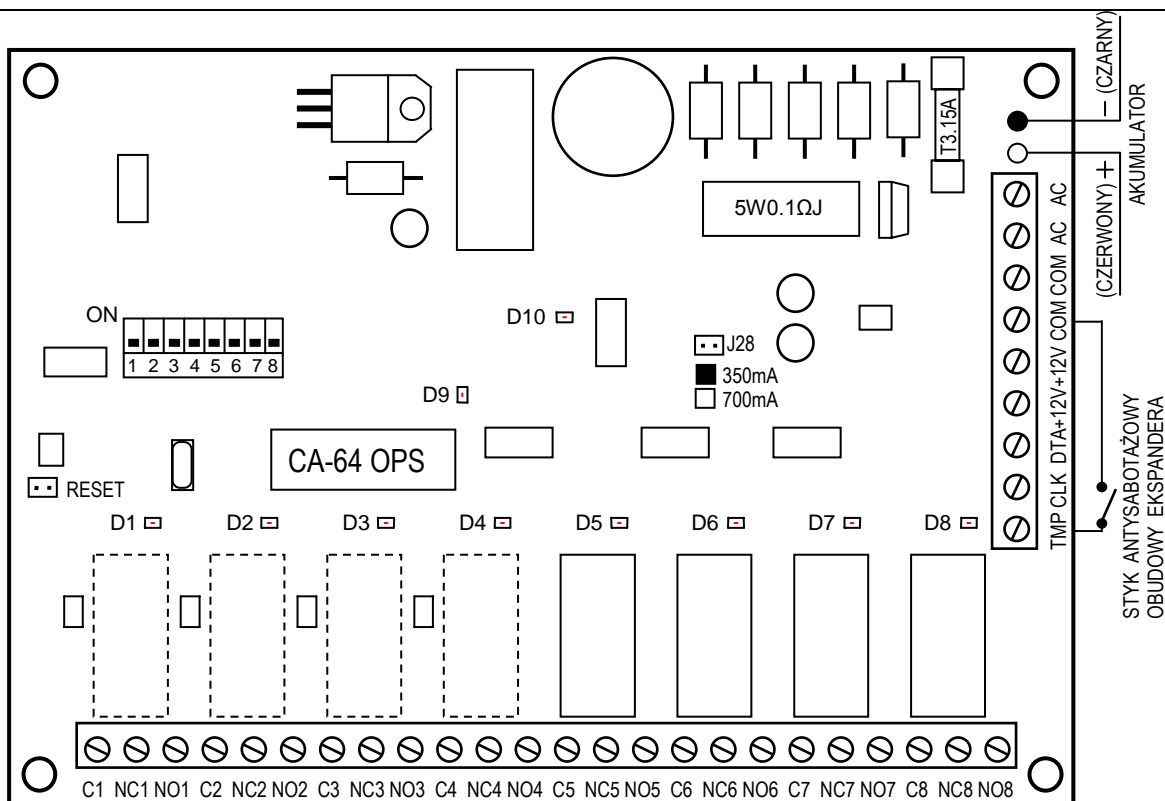 - (CZARNY)
AKUMULATOR
(CZERWONY) +
T3.15A
5W0.1ΩJ
AC
AC
COM
COM
+12V
+12V
DTA
CLK
TMP
ON
1 2 3 4 5 6 7 8
D10
J28
350mA
700mA
D9
CA-64 OPS
RESET
STYK ANTYSABOTAŻOWY
OBUDOWY EKSPANDERA
D1 D2 D3 D4 D5 D6 D7 D8
C1 NC1 NO1 C2 NC2 NO2 C3 NC3 NO3 C4 NC4 NO4 C5 NC5 NO5 C6 NC6 NO6 C7 NC7 NO7 C8 NC8 NO8